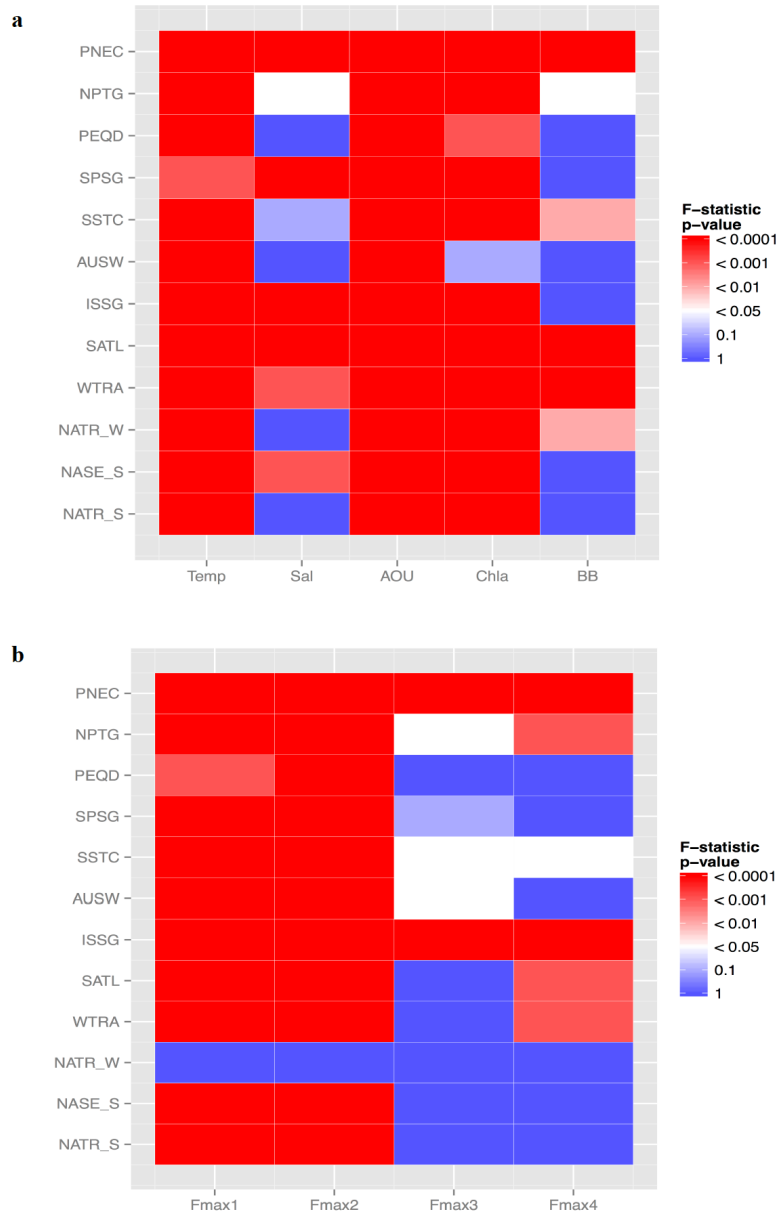 a
PNEC
NPTG
PEQD
SPSG
SSTC
AUSW
ISSG
SATL
WTRA
NATR_W
NASE_S
NATR_S
Temp Sal AOU Chla BB
F-statistic
p-value
< 0.0001
< 0.001
< 0.01
< 0.05
0.1
1
b
PNEC
NPTG
PEQD
SPSG
SSTC
AUSW
ISSG
SATL
WTRA
NATR_W
NASE_S
NATR_S
Fmax1 Fmax2 Fmax3 Fmax4
F-statistic
p-value
< 0.0001
< 0.001
< 0.01
< 0.05
0.1
1